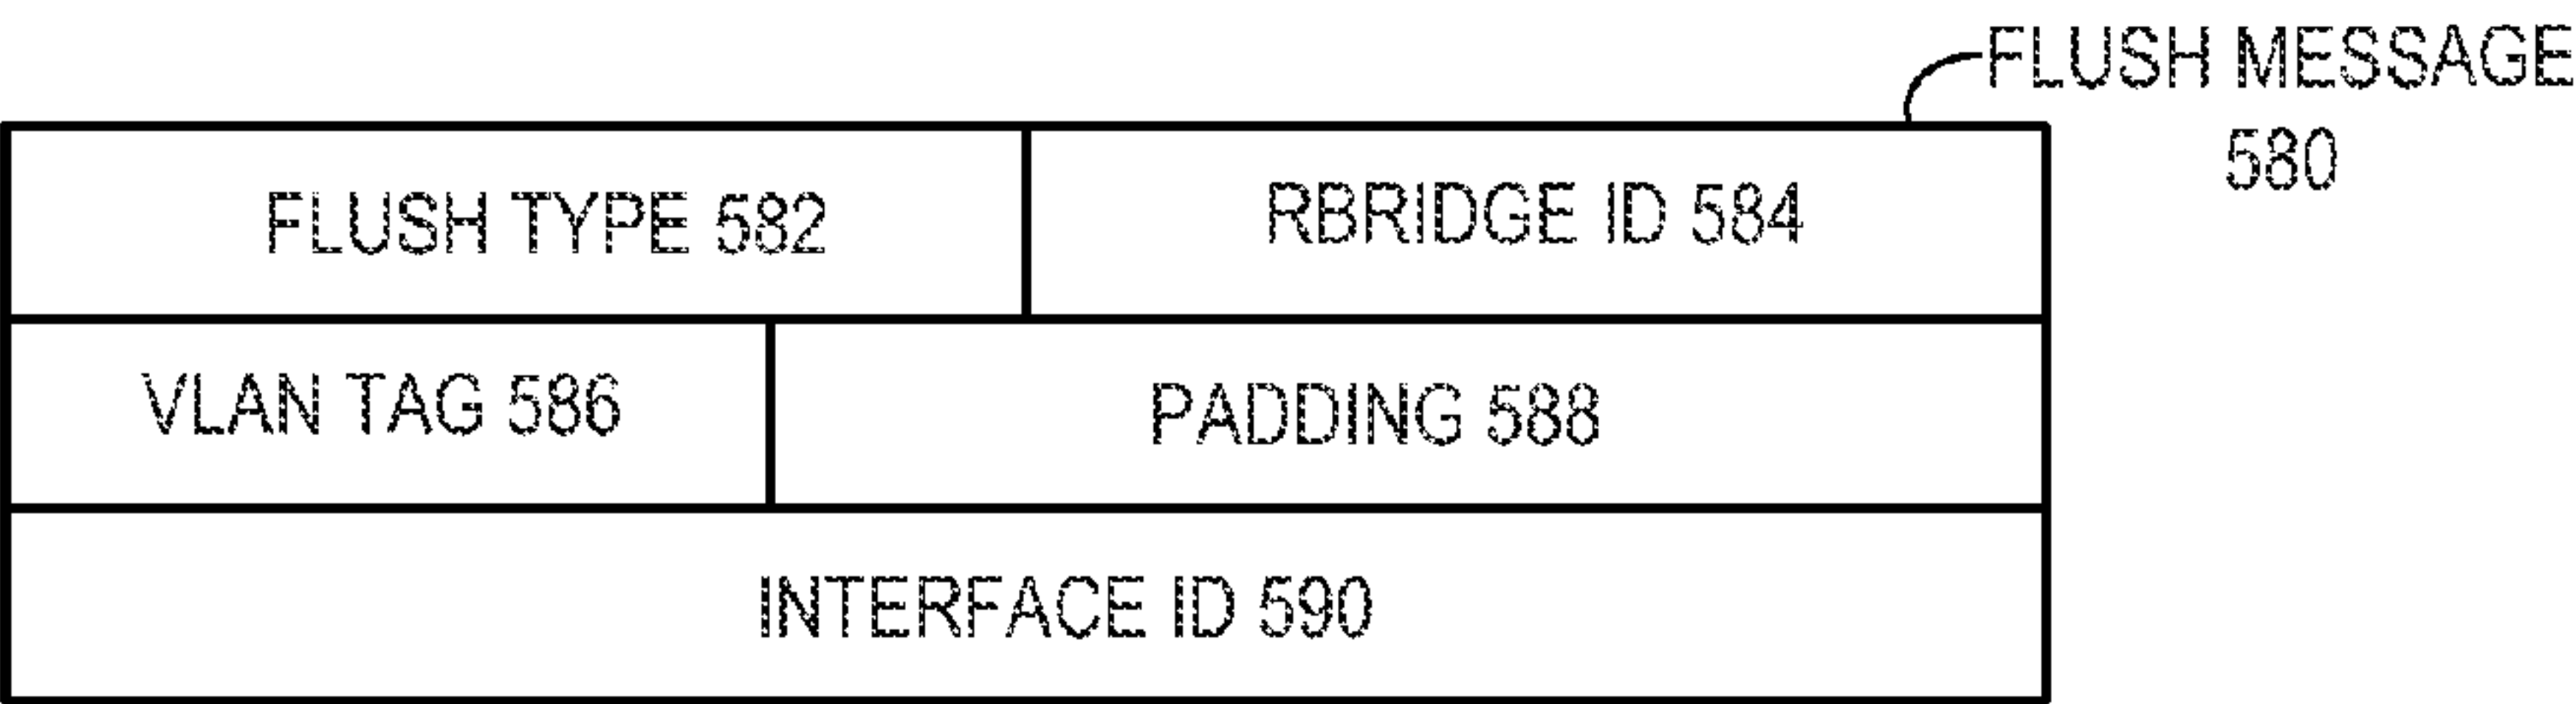 FLUSH MESSAGE
580
FLUSH TYPE 582
RBRIDGE ID 584
VLAN TAG 586
PADDING 588
INTERFACE ID 590